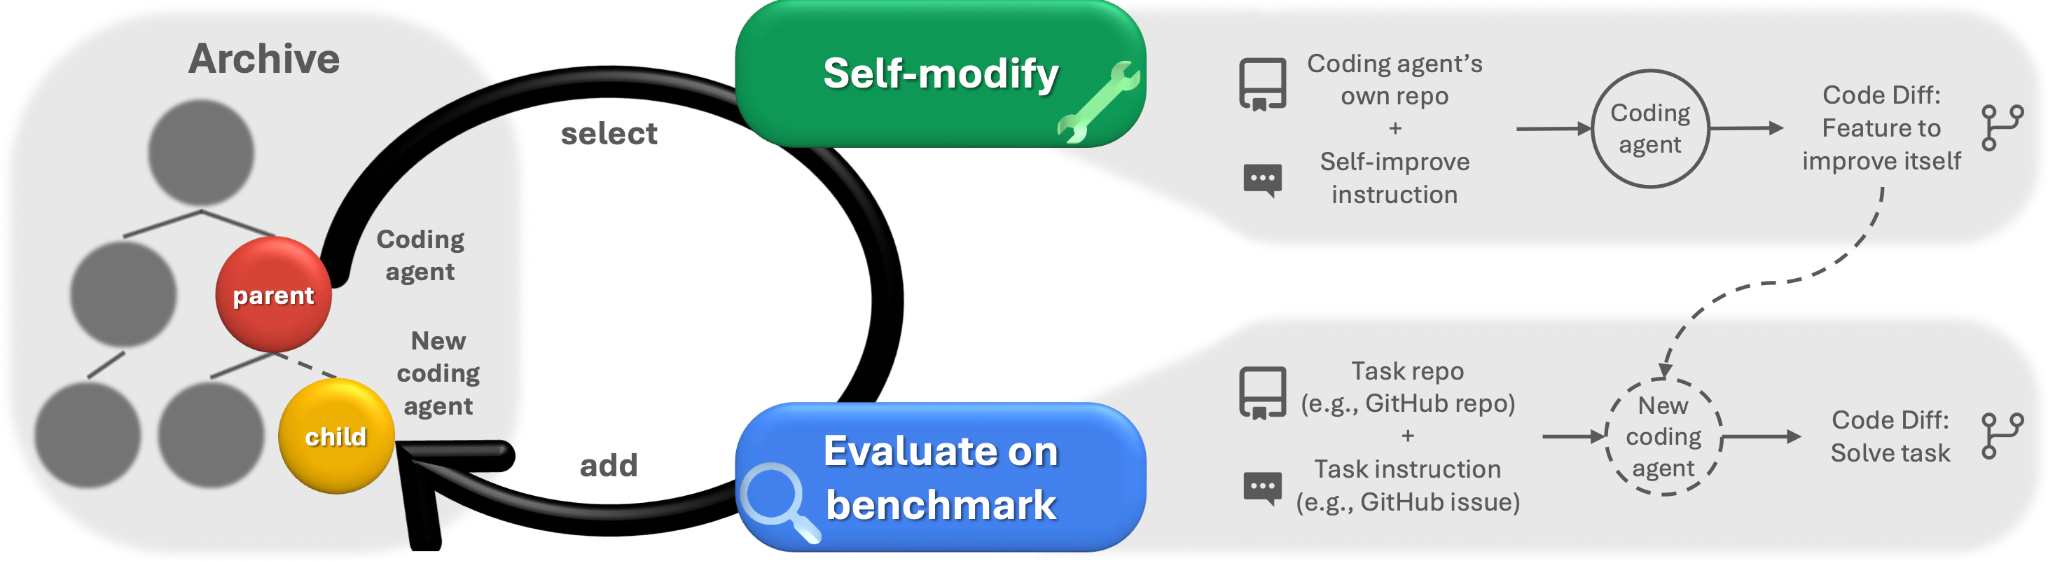 Archive
parent
child
Coding
agent
New
coding
agent
select
add
Self-modify
Evaluate on
benchmark
Coding agent’s
own repo
+
Self-improve
instruction
Coding
agent
Code Diff:
Feature to
improve itself
Task repo
(e.g., GitHub repo)
+
Task instruction
(e.g., GitHub issue)
New
coding
agent
Code Diff:
Solve task